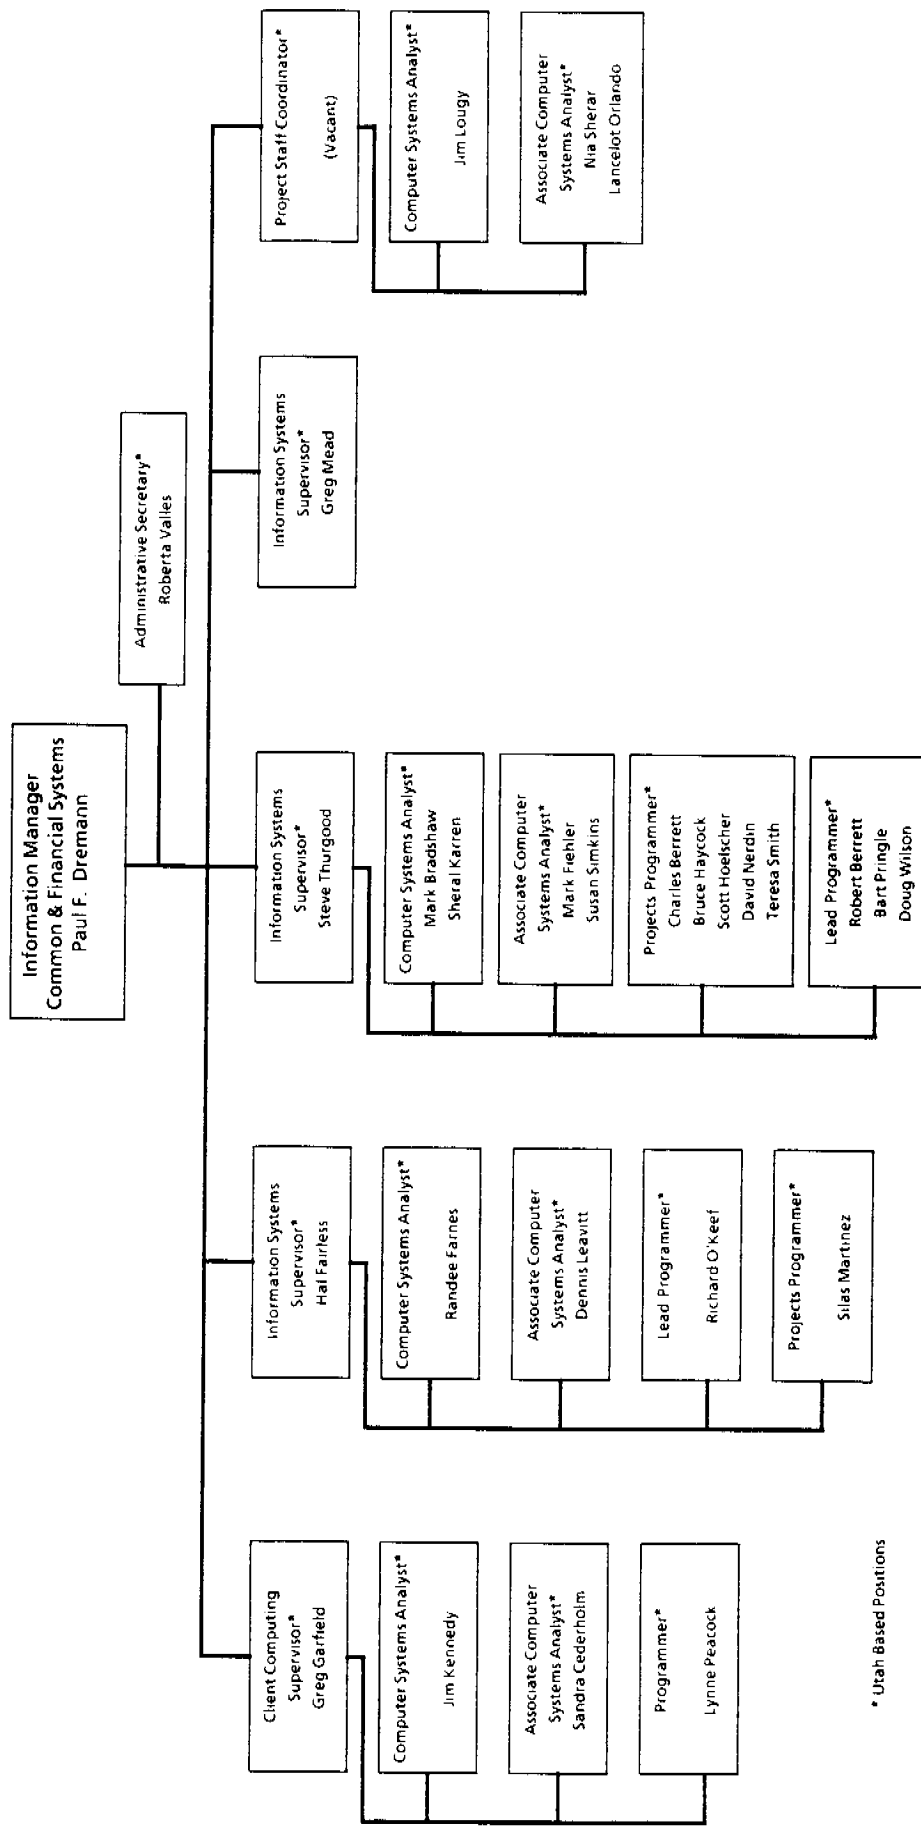 Information Manager
Common & Financial Systems
Paul F. Dremann
Administrative Secretary*
Roberta Valles
Client Computing
Supervisor*
Greg Garfield
Computer Systems Analyst*
Jim Kennedy
Associate Computer
Systems Analyst*
Sandra Cederholm
Programmer*
Lynne Peacock
Information Systems
Supervisor*
Hal Fairless
Computer Systems Analyst*
Randee Farnes
Associate Computer
Systems Analyst*
Dennis Leavitt
Lead Programmer*
Richard O'Keef
Projects Programmer*
Silas Martinez
Information Systems
Supervisor*
Steve Thurgood
Computer Systems Analyst*
Mark Bradshaw
Sheral Karren
Associate Computer
Systems Analyst*
Mark Fiehler
Susan Simkins
Projects Programmer*
Charles Berrett
Bruce Haycock
Scott Hoelscher
David Nerdin
Teresa Smith
Lead Programmer*
Robert Berrett
Bart Pringle
Doug Wilson
Information Systems
Supervisor*
Greg Mead
Project Staff Coordinator*
(Vacant)
Computer Systems Analyst*
Jim Lougy
Associate Computer
Systems Analyst*
Nia Sherar
Lancelot Orlando
* Utah Based Positions